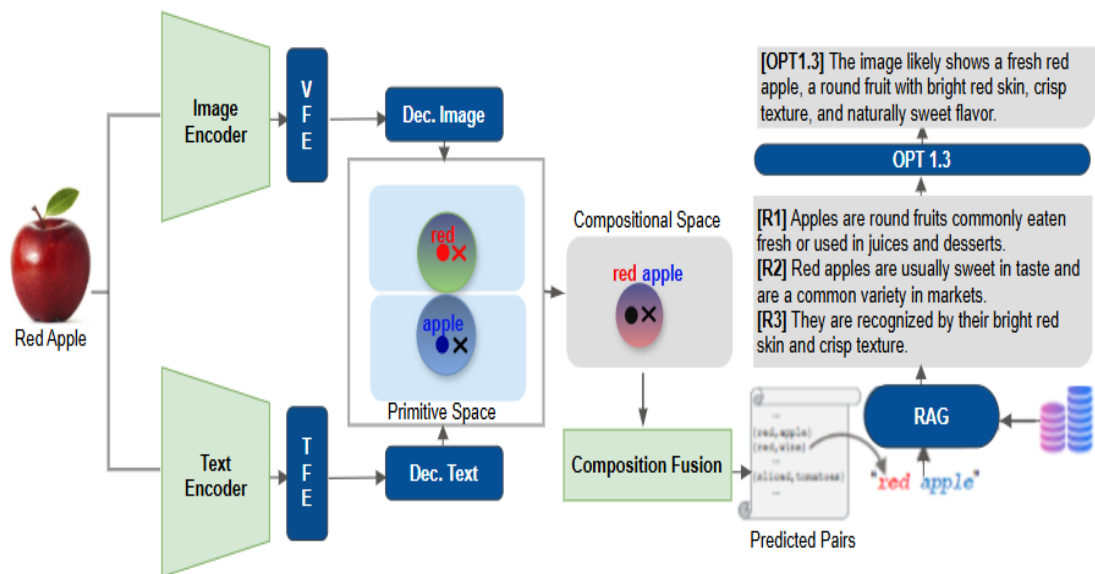 [OPT1.3] The image likely shows a fresh red
apple, a round fruit with bright red skin, crisp
texture, and naturally sweet flavor.
OPT 1.3
[R1] Apples are round fruits commonly eaten
fresh or used in juices and desserts.
[R2] Red apples are usually sweet in taste and
are a common variety in markets.
[R3] They are recognized by their bright red
skin and crisp texture.
Image
Encoder
V
F
E
Dec. Image
red
apple
Primitive Space
Compositional Space
red apple
Red Apple
Text
Encoder
T
F
E
Dec. Text
Composition Fusion
...
(red,apple)
(red,wine)
...
(sliced,tomatoes)
...
Predicted Pairs
RAG
"red apple"